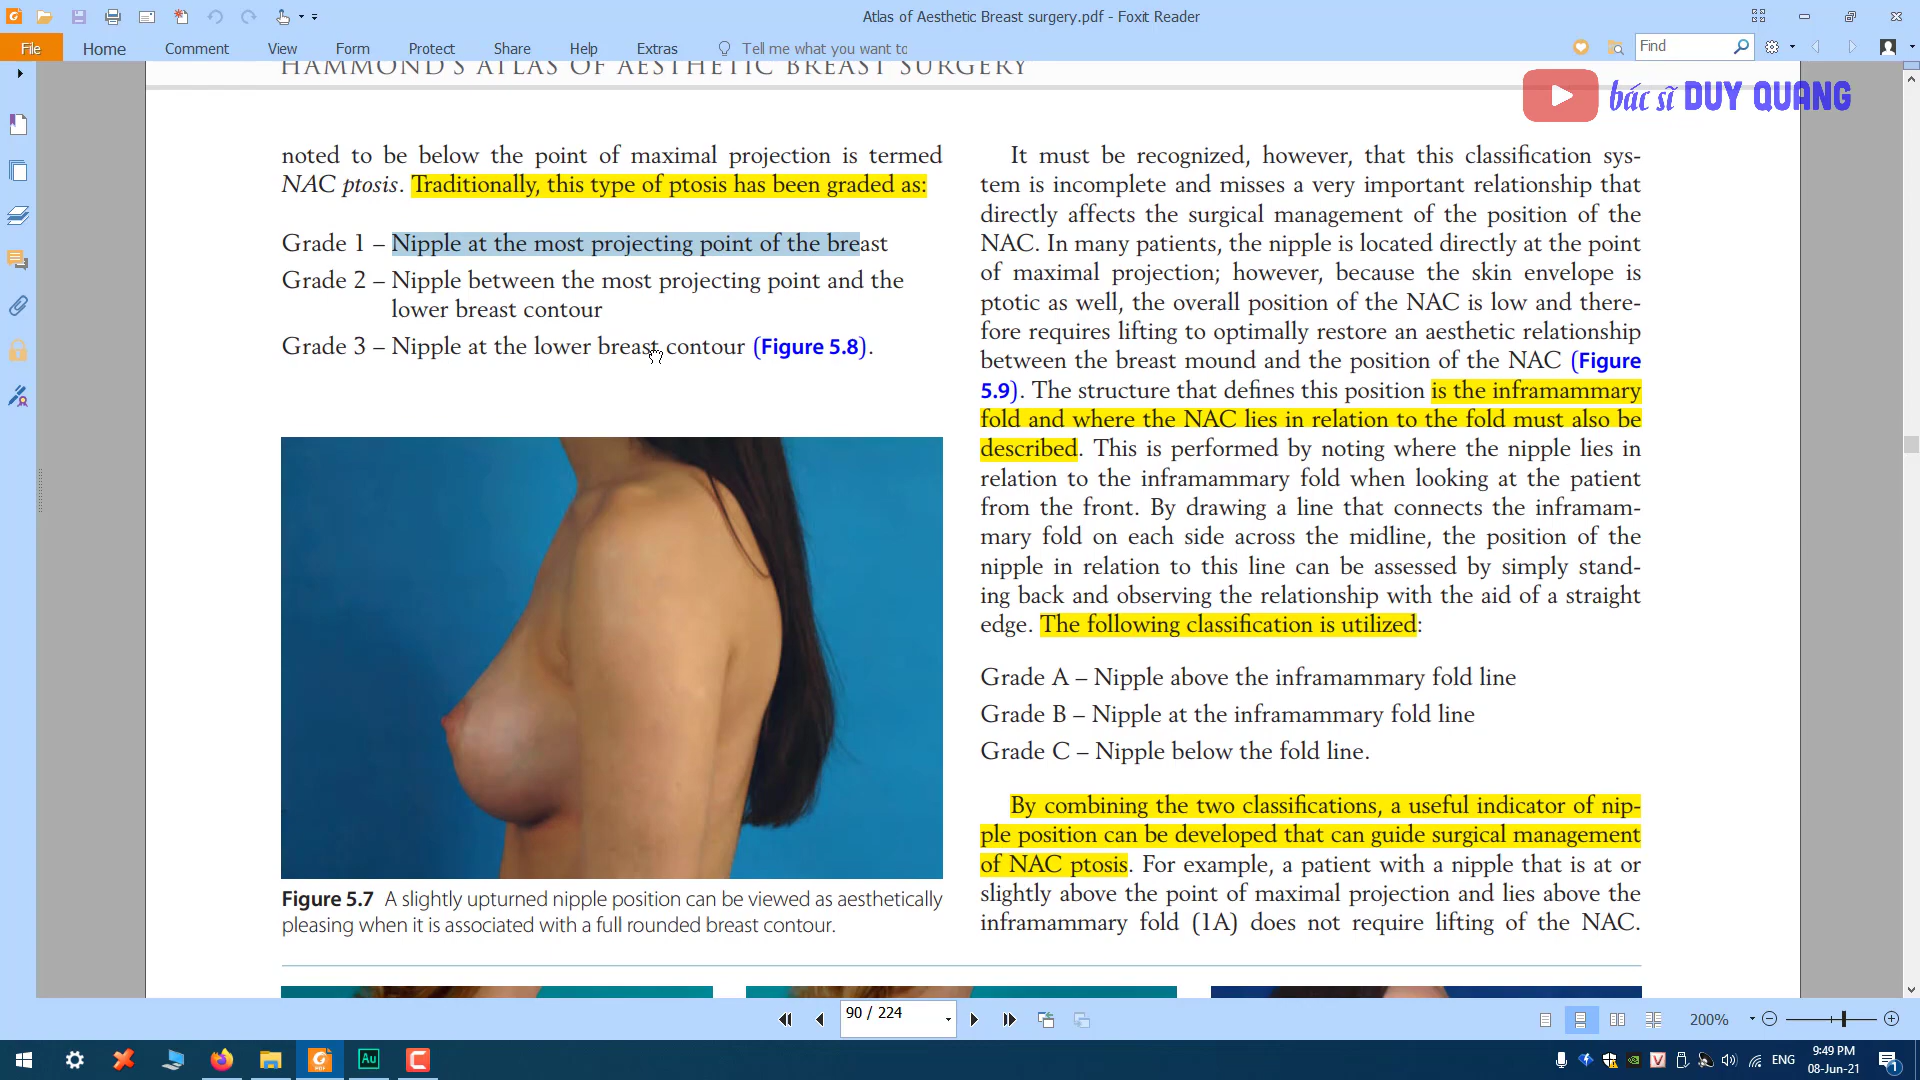 Atlas of Aesthetic Breast surgery.pdf - Foxit Reader
File Home Comment View Form Protect Share Help Extras Tell me what you want to Find
HAMMOND'S ATLAS OF AESTHETIC BREAST SURGERY
bác sĩ DUY QUANG
noted to be below the point of maximal projection is termed
NAC ptosis. Traditionally, this type of ptosis has been graded as:
Grade 1 – Nipple at the most projecting point of the breast
Grade 2 – Nipple between the most projecting point and the
lower breast contour
Grade 3 – Nipple at the lower breast contour (Figure 5.8).
Figure 5.7 A slightly upturned nipple position can be viewed as aesthetically
pleasing when it is associated with a full rounded breast contour.
It must be recognized, however, that this classification sys-
tem is incomplete and misses a very important relationship that
directly affects the surgical management of the position of the
NAC. In many patients, the nipple is located directly at the point
of maximal projection; however, because the skin envelope is
ptotic as well, the overall position of the NAC is low and there-
fore requires lifting to optimally restore an aesthetic relationship
between the breast mound and the position of the NAC (Figure
5.9). The structure that defines this position is the inframammary
fold and where the NAC lies in relation to the fold must also be
described. This is performed by noting where the nipple lies in
relation to the inframammary fold when looking at the patient
from the front. By drawing a line that connects the inframam-
mary fold on each side across the midline, the position of the
nipple in relation to this line can be assessed by simply stand-
ing back and observing the relationship with the aid of a straight
edge. The following classification is utilized:
Grade A – Nipple above the inframammary fold line
Grade B – Nipple at the inframammary fold line
Grade C – Nipple below the fold line.
By combining the two classifications, a useful indicator of nip-
ple position can be developed that can guide surgical management
of NAC ptosis. For example, a patient with a nipple that is at or
slightly above the point of maximal projection and lies above the
inframammary fold (1A) does not require lifting of the NAC.
90 / 224
200%
Au
ENG
9:49 PM
08-Jun-21
1